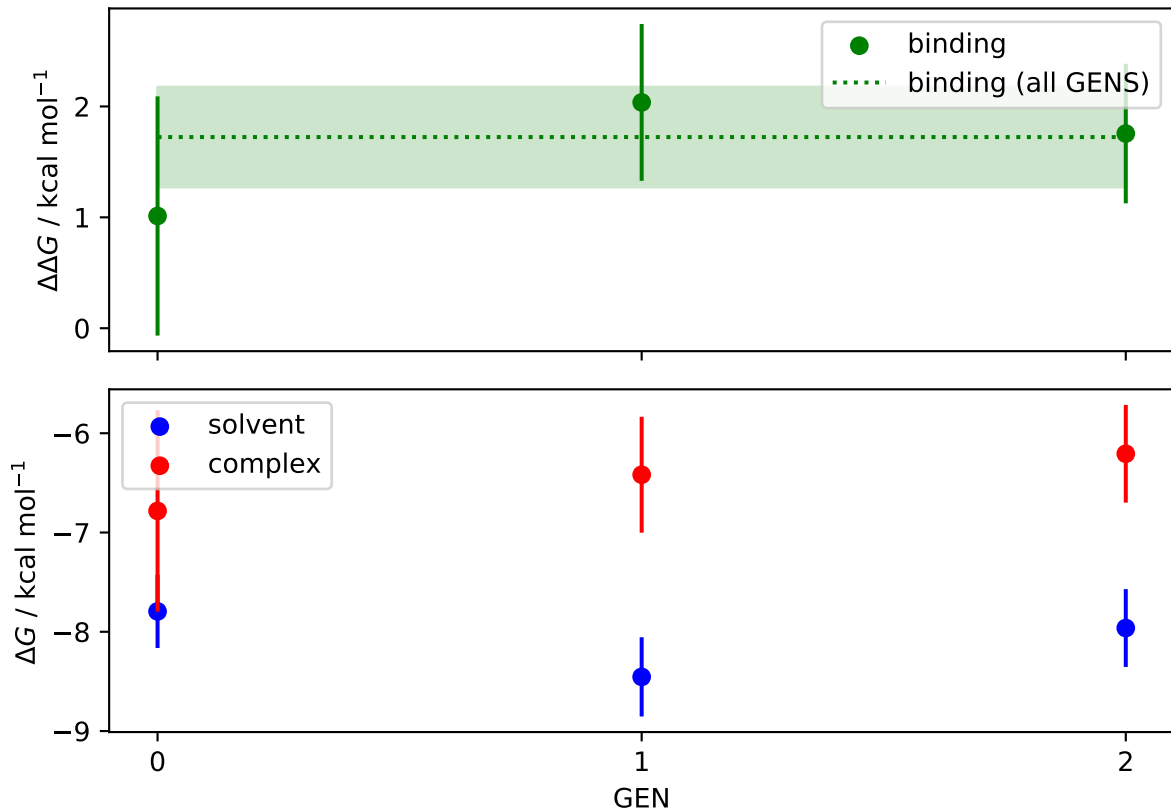 binding
binding (all GENS)
2
1
0
ΔΔG / kcal mol⁻¹
solvent
complex
−6
−7
−8
−9
ΔG / kcal mol⁻¹
0 1 2
GEN